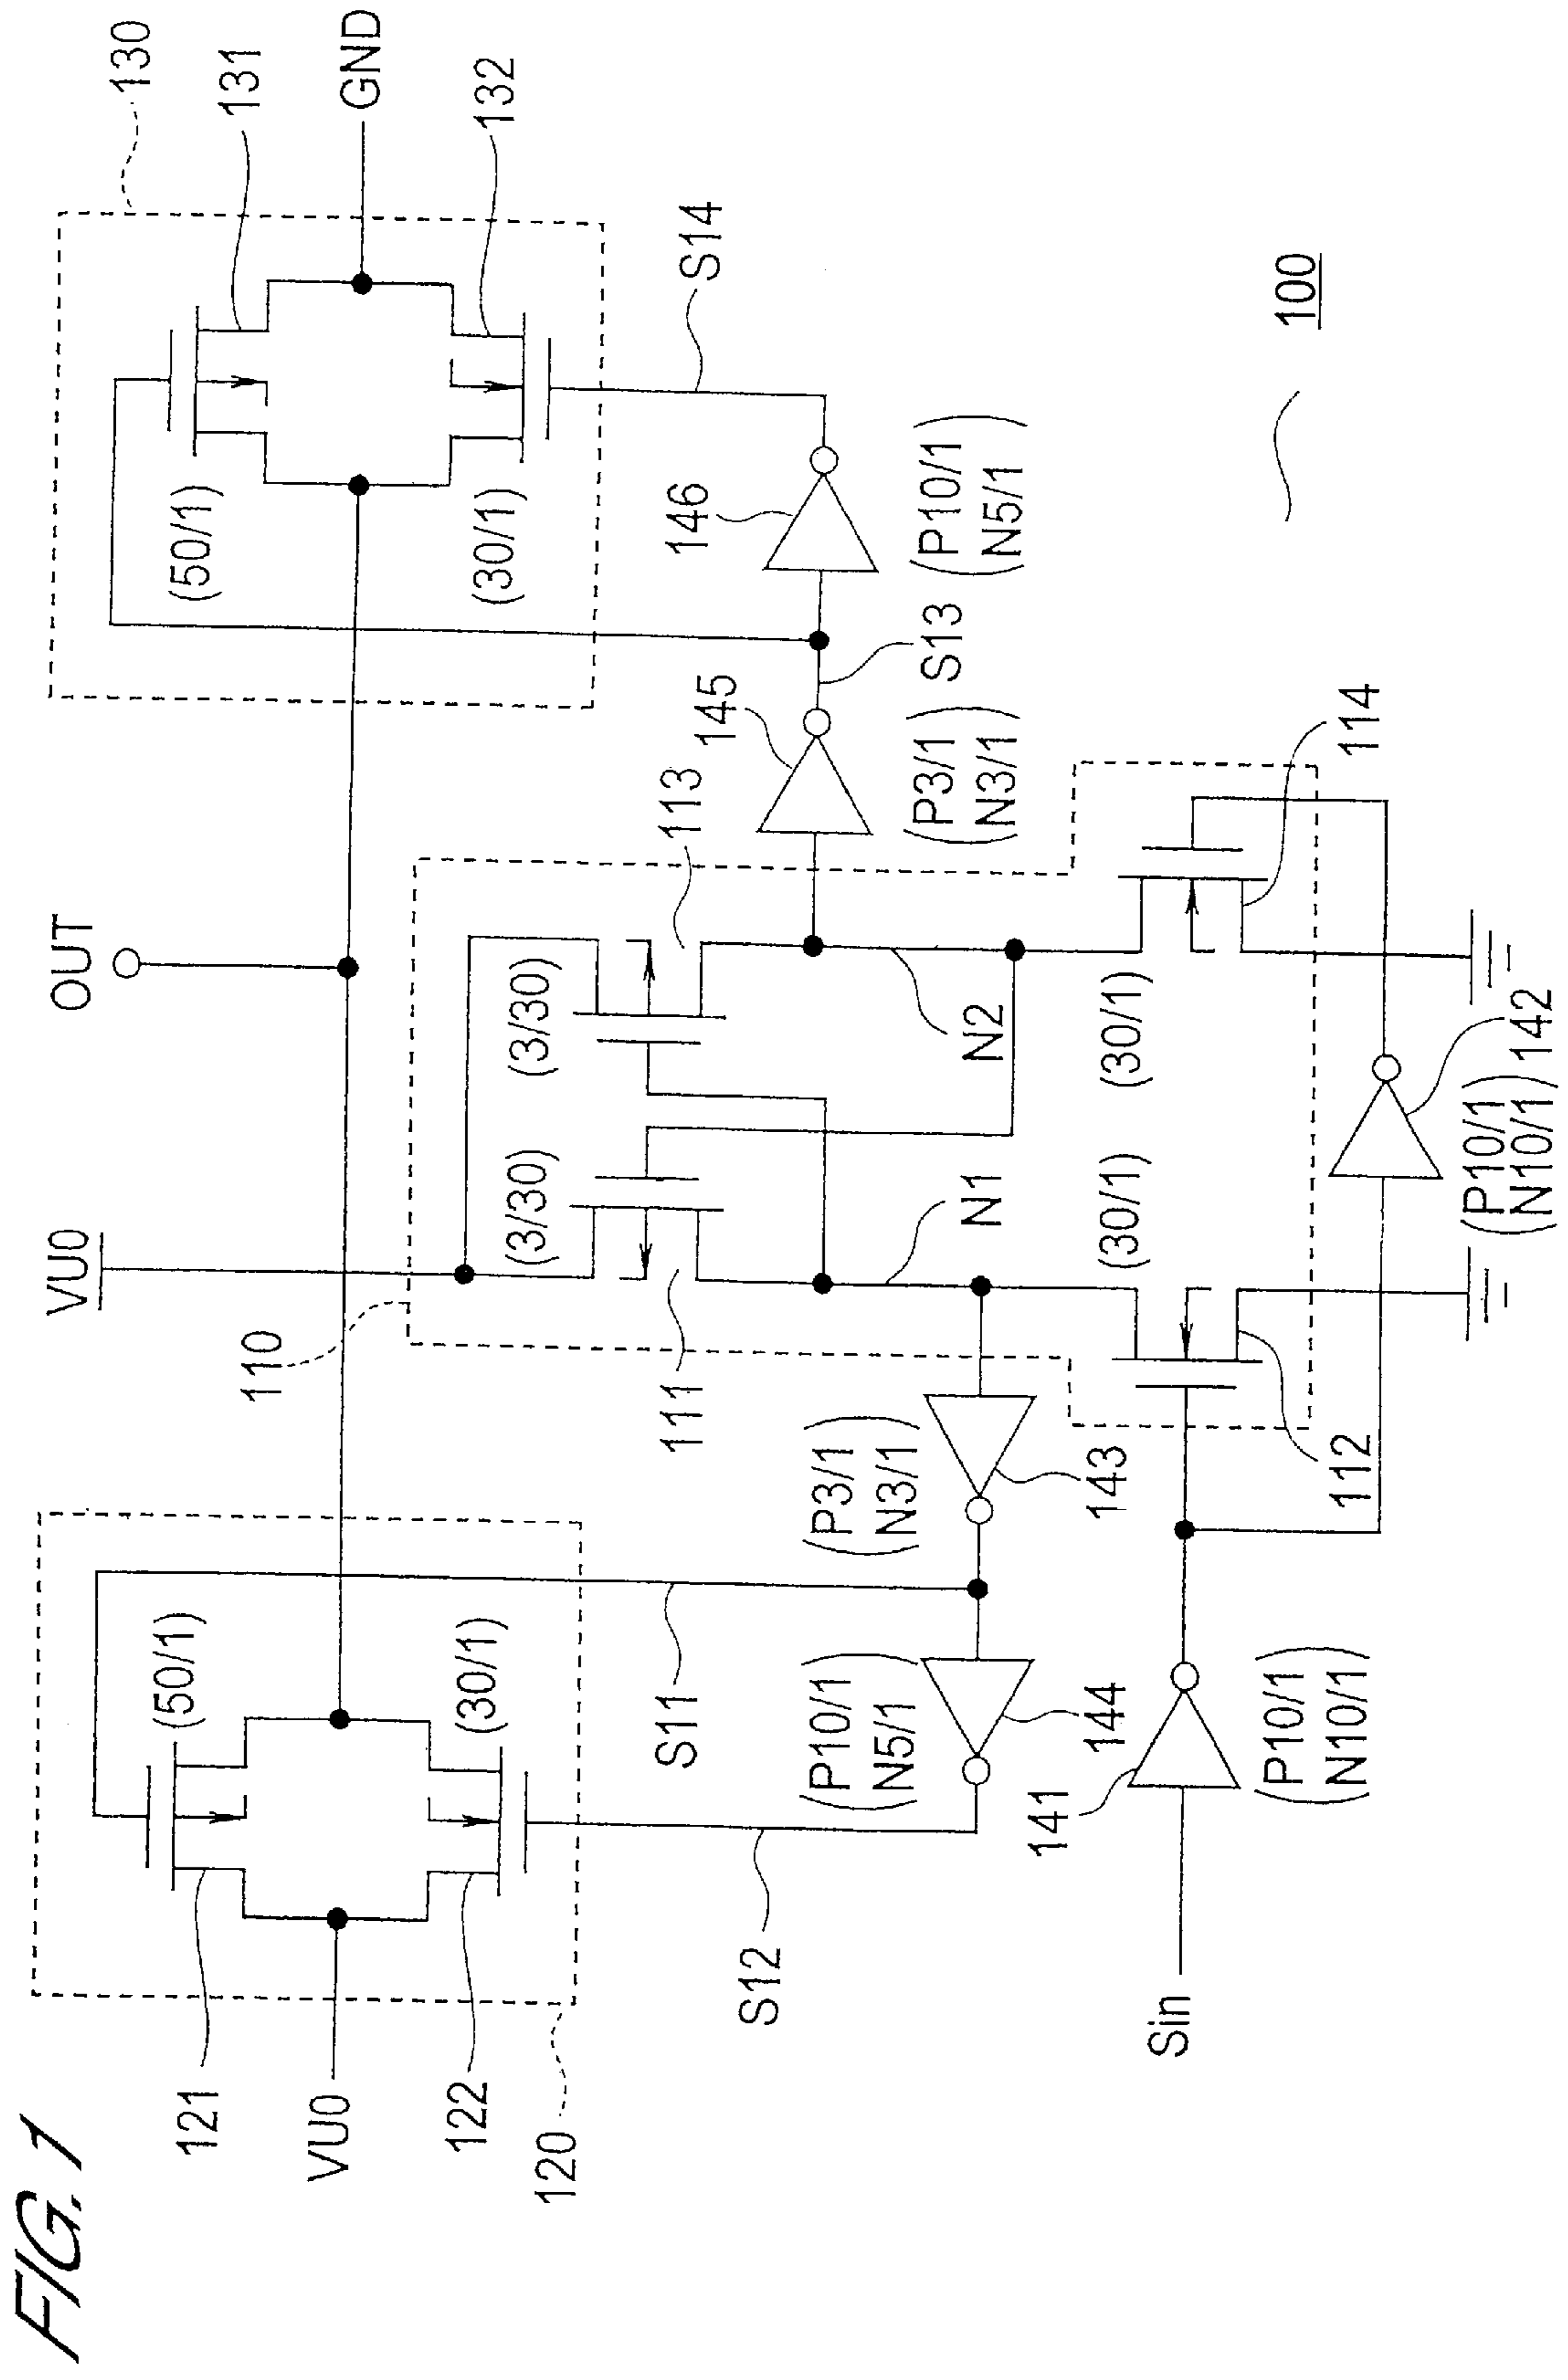 FIG. 1
VU0
OUT
130
131
GND
132
121
(50/1)
(50/1)
VU0
122
(30/1)
(30/1)
120
110
(3/30)
(3/30)
113
111
S11
S12
S14
146
145
(P3/1
N3/1)
(P10/1
N5/1)
S13
(P3/1
N3/1)
(P10/1
N5/1)
143
144
N1
N2
141
Sin
(30/1)
(30/1)
(P10/1
N10/1)
112
114
(P10/1
N10/1)
142
100